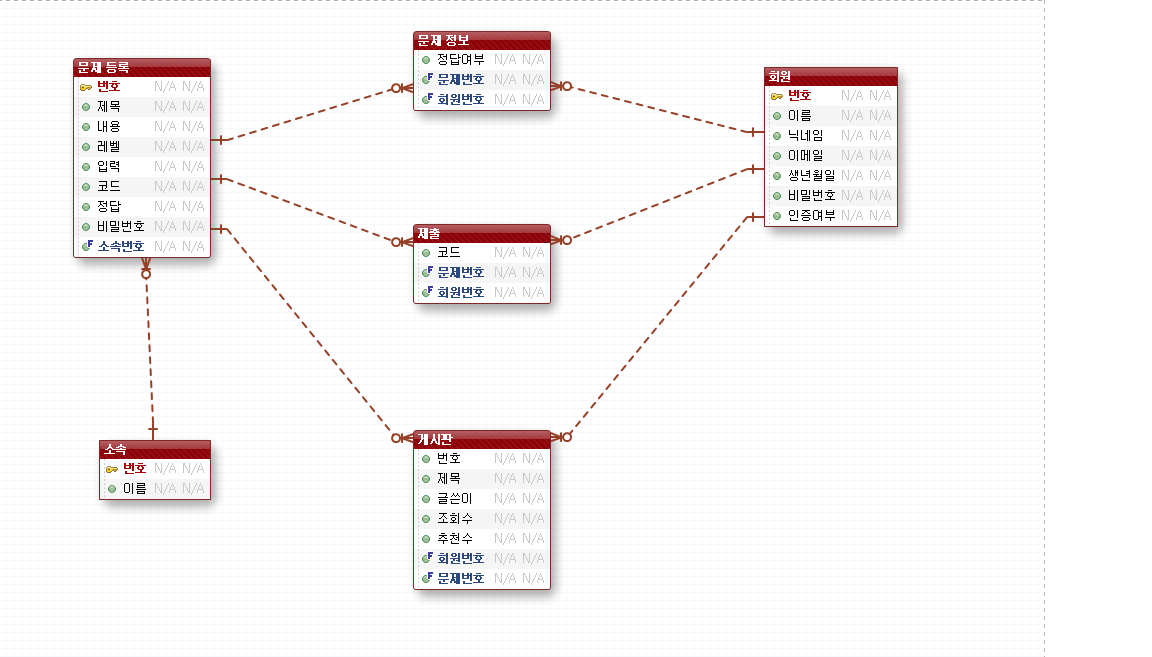 문제 등록
번호 N/A N/A
제목 N/A N/A
내용 N/A N/A
레벨 N/A N/A
입력 N/A N/A
코드 N/A N/A
정답 N/A N/A
비밀번호 N/A N/A
소속번호 N/A N/A
문제 정보
정답여부 N/A N/A
F 문제번호 N/A N/A
F 회원번호 N/A N/A
회원
번호 N/A N/A
이름 N/A N/A
닉네임 N/A N/A
이메일 N/A N/A
생년월일 N/A N/A
비밀번호 N/A N/A
인증여부 N/A N/A
제출
코드 N/A N/A
F 문제번호 N/A N/A
F 회원번호 N/A N/A
소속
번호 N/A N/A
이름 N/A N/A
게시판
번호 N/A N/A
제목 N/A N/A
글쓴이 N/A N/A
조회수 N/A N/A
추천수 N/A N/A
F 회원번호 N/A N/A
F 문제번호 N/A N/A